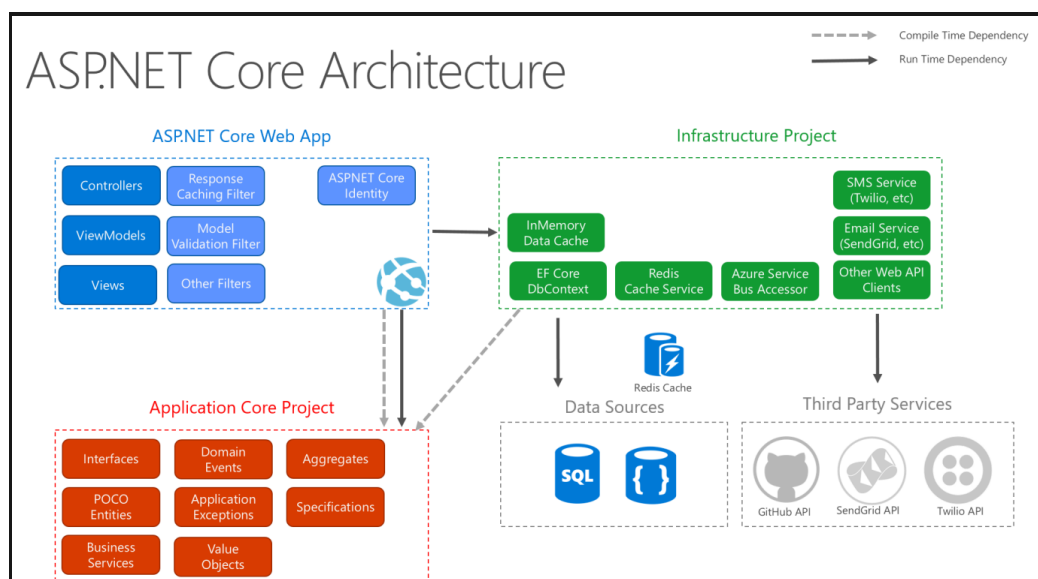 Compile Time Dependency
Run Time Dependency
ASP.NET Core Architecture
ASP.NET Core Web App
Controllers
Response
Caching Filter
ASP.NET Core
Identity
ViewModels
Model
Validation Filter
Views
Other Filters
Infrastructure Project
SMS Service
(Twilio, etc)
InMemory
Data Cache
Email Service
(SendGrid, etc)
EF Core
DbContext
Redis
Cache Service
Azure Service
Bus Accessor
Other Web API
Clients
Redis Cache
Application Core Project
Interfaces
Domain
Events
Aggregates
POCO
Entities
Application
Exceptions
Specifications
Business
Services
Value
Objects
Data Sources
SQL
{ }
Third Party Services
GitHub API
SendGrid API
Twilio API